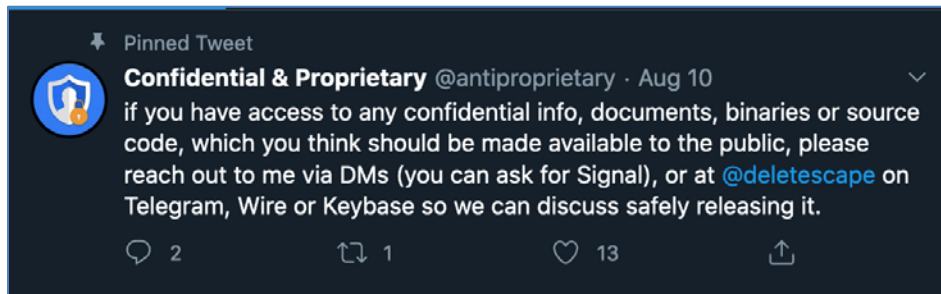 Pinned Tweet
Confidential & Proprietary @antiproprietary · Aug 10
if you have access to any confidential info, documents, binaries or source
code, which you think should be made available to the public, please
reach out to me via DMs (you can ask for Signal), or at @deletescape on
Telegram, Wire or Keybase so we can discuss safely releasing it.
2 1 13